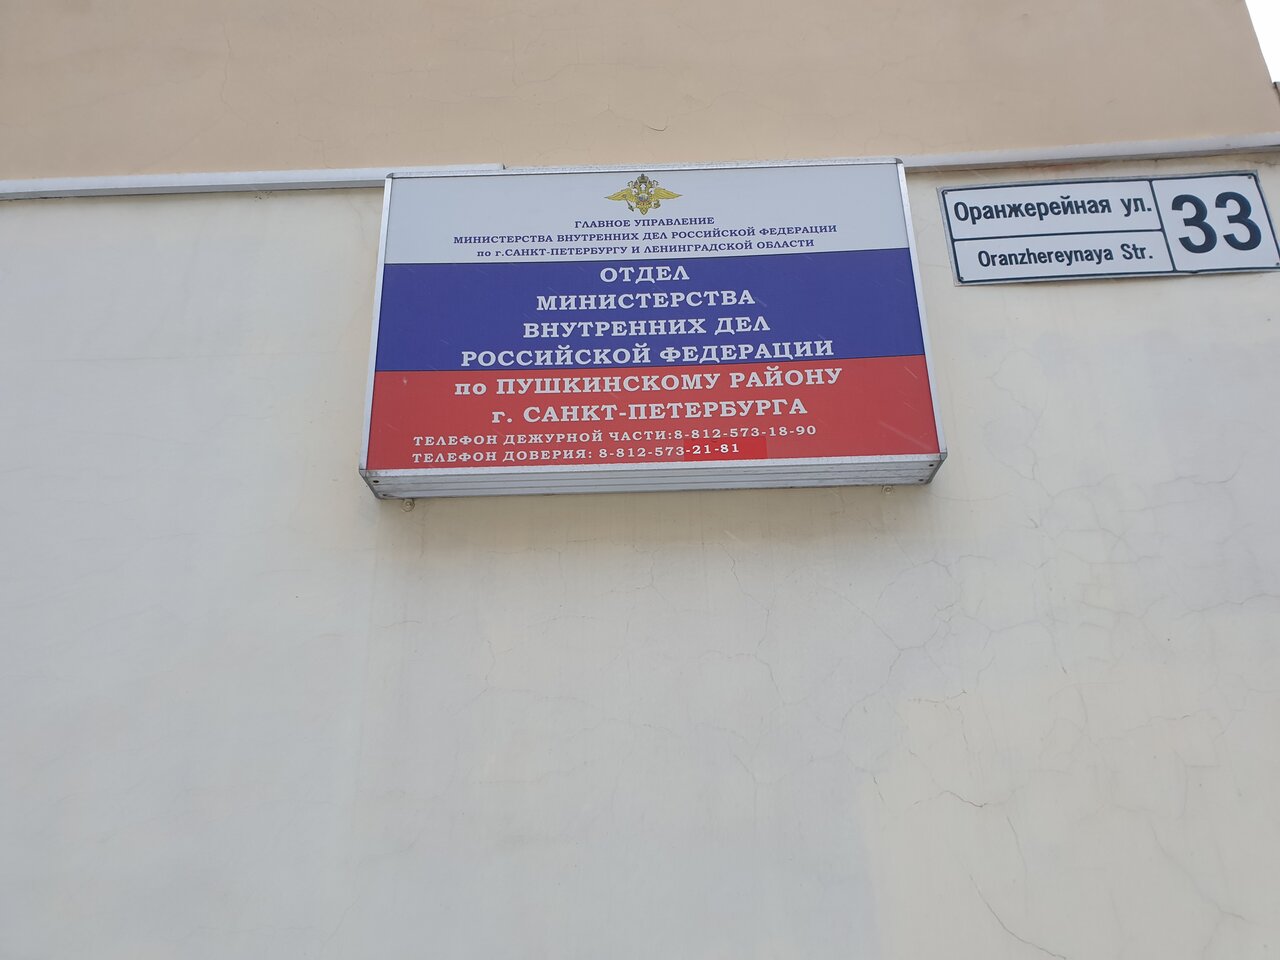 ГЛАВНОЕ УПРАВЛЕНИЕ
МИНИСТЕРСТВА ВНУТРЕННИХ ДЕЛ РОССИЙСКОЙ ФЕДЕРАЦИИ
по г.САНКТ-ПЕТЕРБУРГУ И ЛЕНИНГРАДСКОЙ ОБЛАСТИ
ОТДЕЛ
МИНИСТЕРСТВА
ВНУТРЕННИХ ДЕЛ
РОССИЙСКОЙ ФЕДЕРАЦИИ
по ПУШКИНСКОМУ РАЙОНУ
г. САНКТ-ПЕТЕРБУРГА
ТЕЛЕФОН ДЕЖУРНОЙ ЧАСТИ:8-812-573-18-90
ТЕЛЕФОН ДОВЕРИЯ: 8-812-573-21-81
Оранжерейная ул.
Oranzhereynaya Str.
33